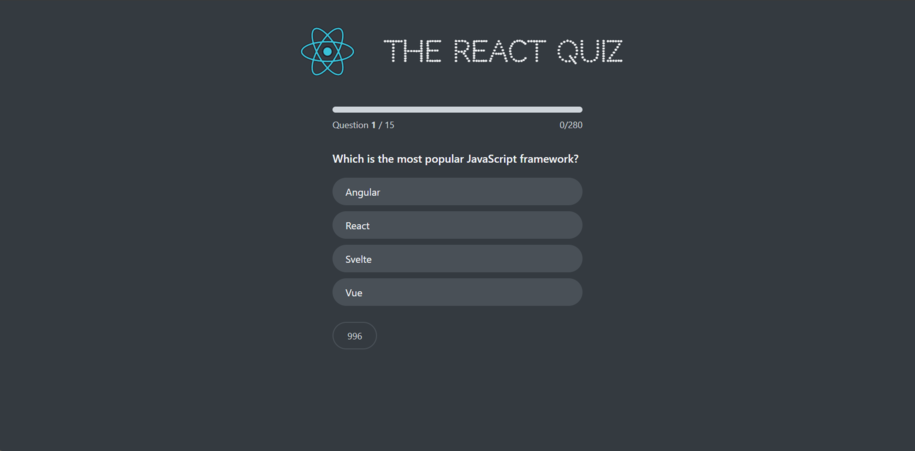 THE REACT QUIZ
Question 1 / 15 0/280
Which is the most popular JavaScript framework?
Angular
React
Svelte
Vue
996